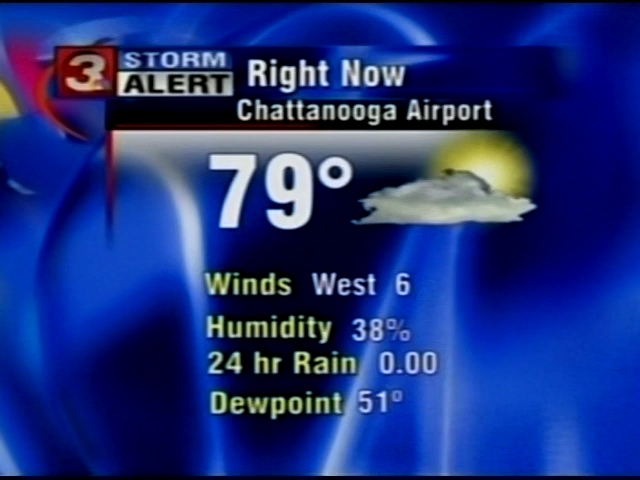 3
STORM
ALERT
Right Now
Chattanooga Airport
79°
Winds West 6
Humidity 38%
24 hr Rain 0.00
Dewpoint 51°